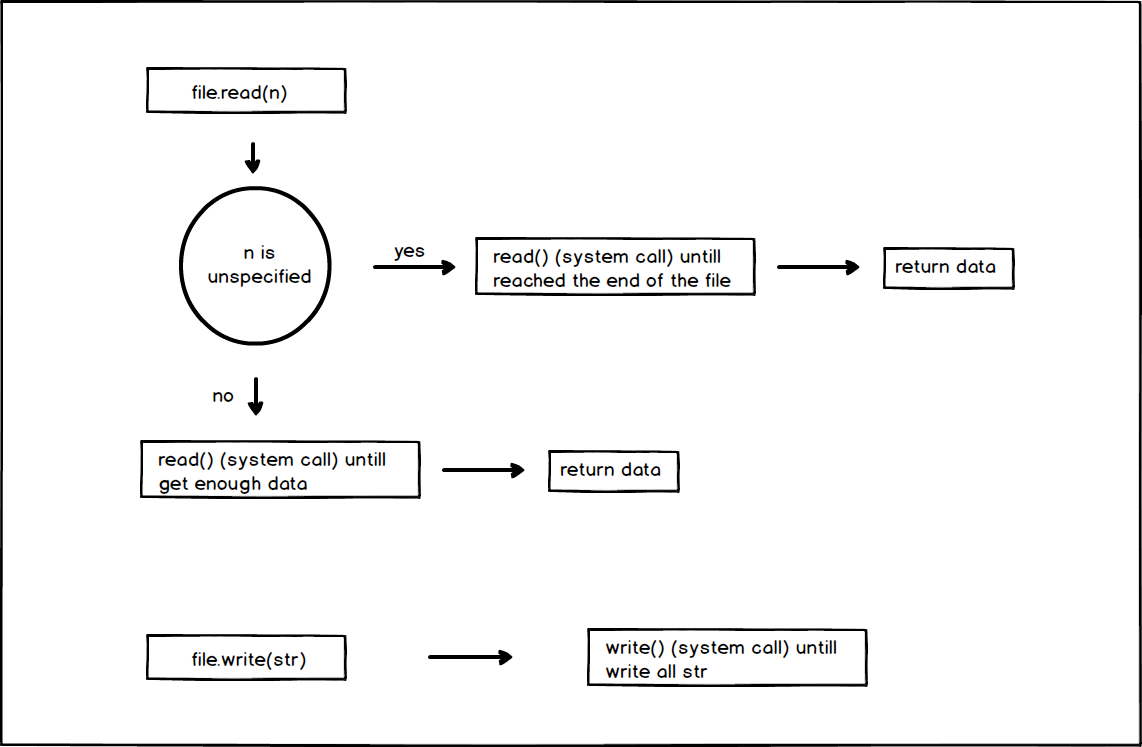 file.read(n)
n is
unspecified
yes
read() (system call) untill
reached the end of the file
return data
no
read() (system call) untill
get enough data
return data
file.write(str)
write() (system call) untill
write all str